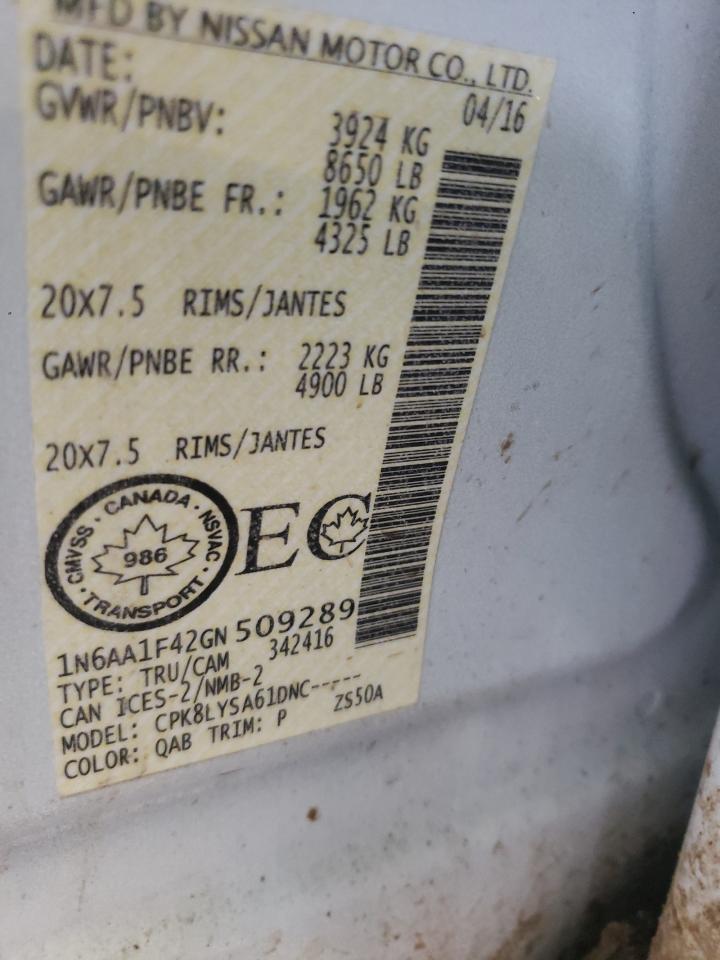 MFD BY NISSAN MOTOR CO., LTD.
DATE: 04/16
GVWR/PNBV: 3924 KG
8650 LB
GAWR/PNBE FR.: 1962 KG
4325 LB
20X7.5 RIMS/JANTES
GAWR/PNBE RR.: 2223 KG
4900 LB
20X7.5 RIMS/JANTES
CMVSS · CANADA · NSVAC · TRANSPORT ·
986
EC
1N6AA1F42GN509289
TYPE: TRU/CAM 342416
CAN ICES-2/NMB-2
MODEL: CPK8LYSA61DNC-----
COLOR: QAB TRIM: P ZS50A